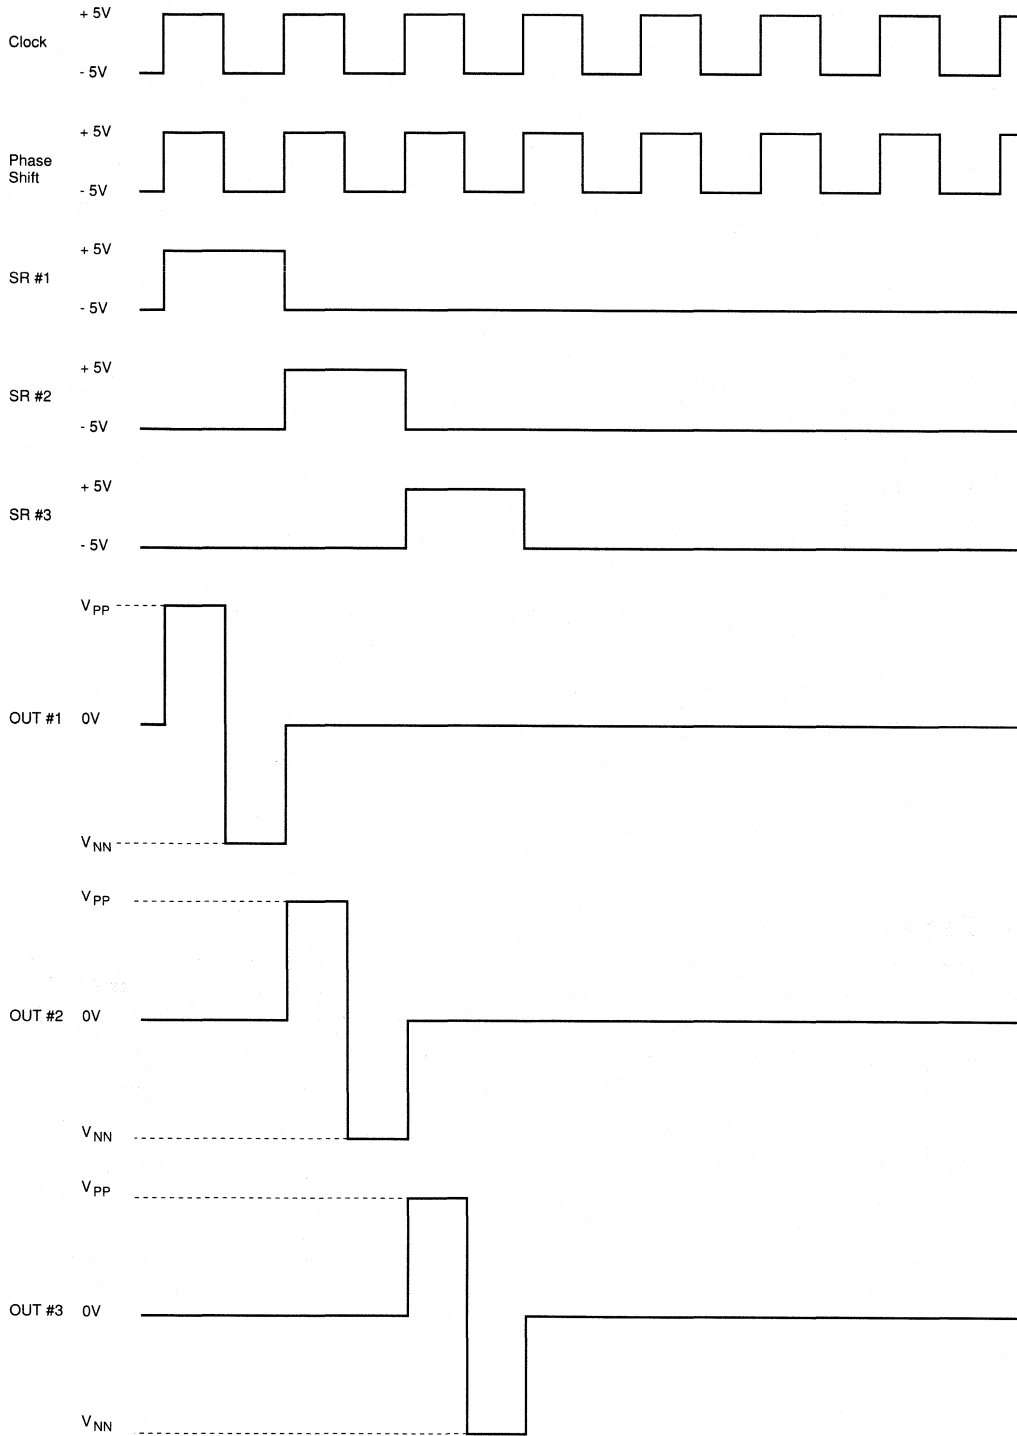 + 5V
Clock
- 5V
+ 5V
Phase
Shift
- 5V
+ 5V
SR #1
- 5V
+ 5V
SR #2
- 5V
+ 5V
SR #3
- 5V
VPP
OUT #1 0V
VNN
VPP
OUT #2 0V
VNN
VPP
OUT #3 0V
VNN